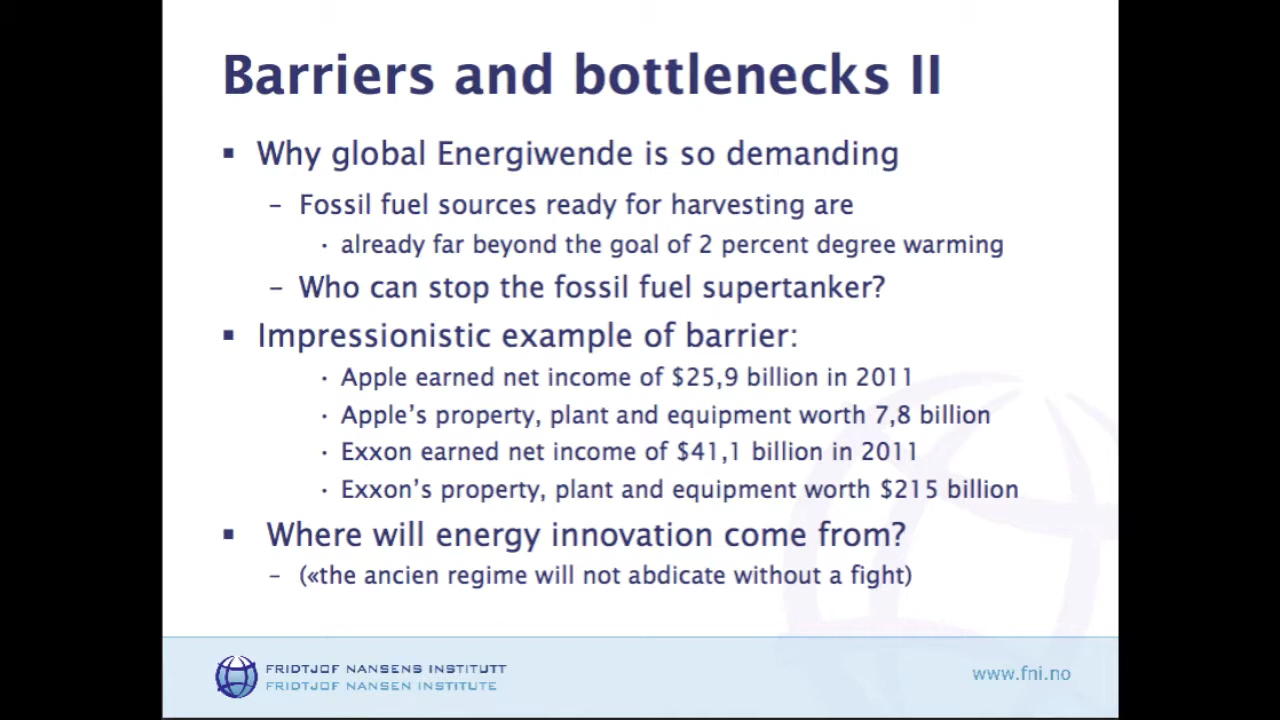 Barriers and bottlenecks II
▪ Why global Energiwende is so demanding
– Fossil fuel sources ready for harvesting are
· already far beyond the goal of 2 percent degree warming
– Who can stop the fossil fuel supertanker?
▪ Impressionistic example of barrier:
· Apple earned net income of $25,9 billion in 2011
· Apple’s property, plant and equipment worth 7,8 billion
· Exxon earned net income of $41,1 billion in 2011
· Exxon’s property, plant and equipment worth $215 billion
▪ Where will energy innovation come from?
– («the ancien regime will not abdicate without a fight)
FRIDTJOF NANSENS INSTITUTT
FRIDTJOF NANSEN INSTITUTE
www.fni.no